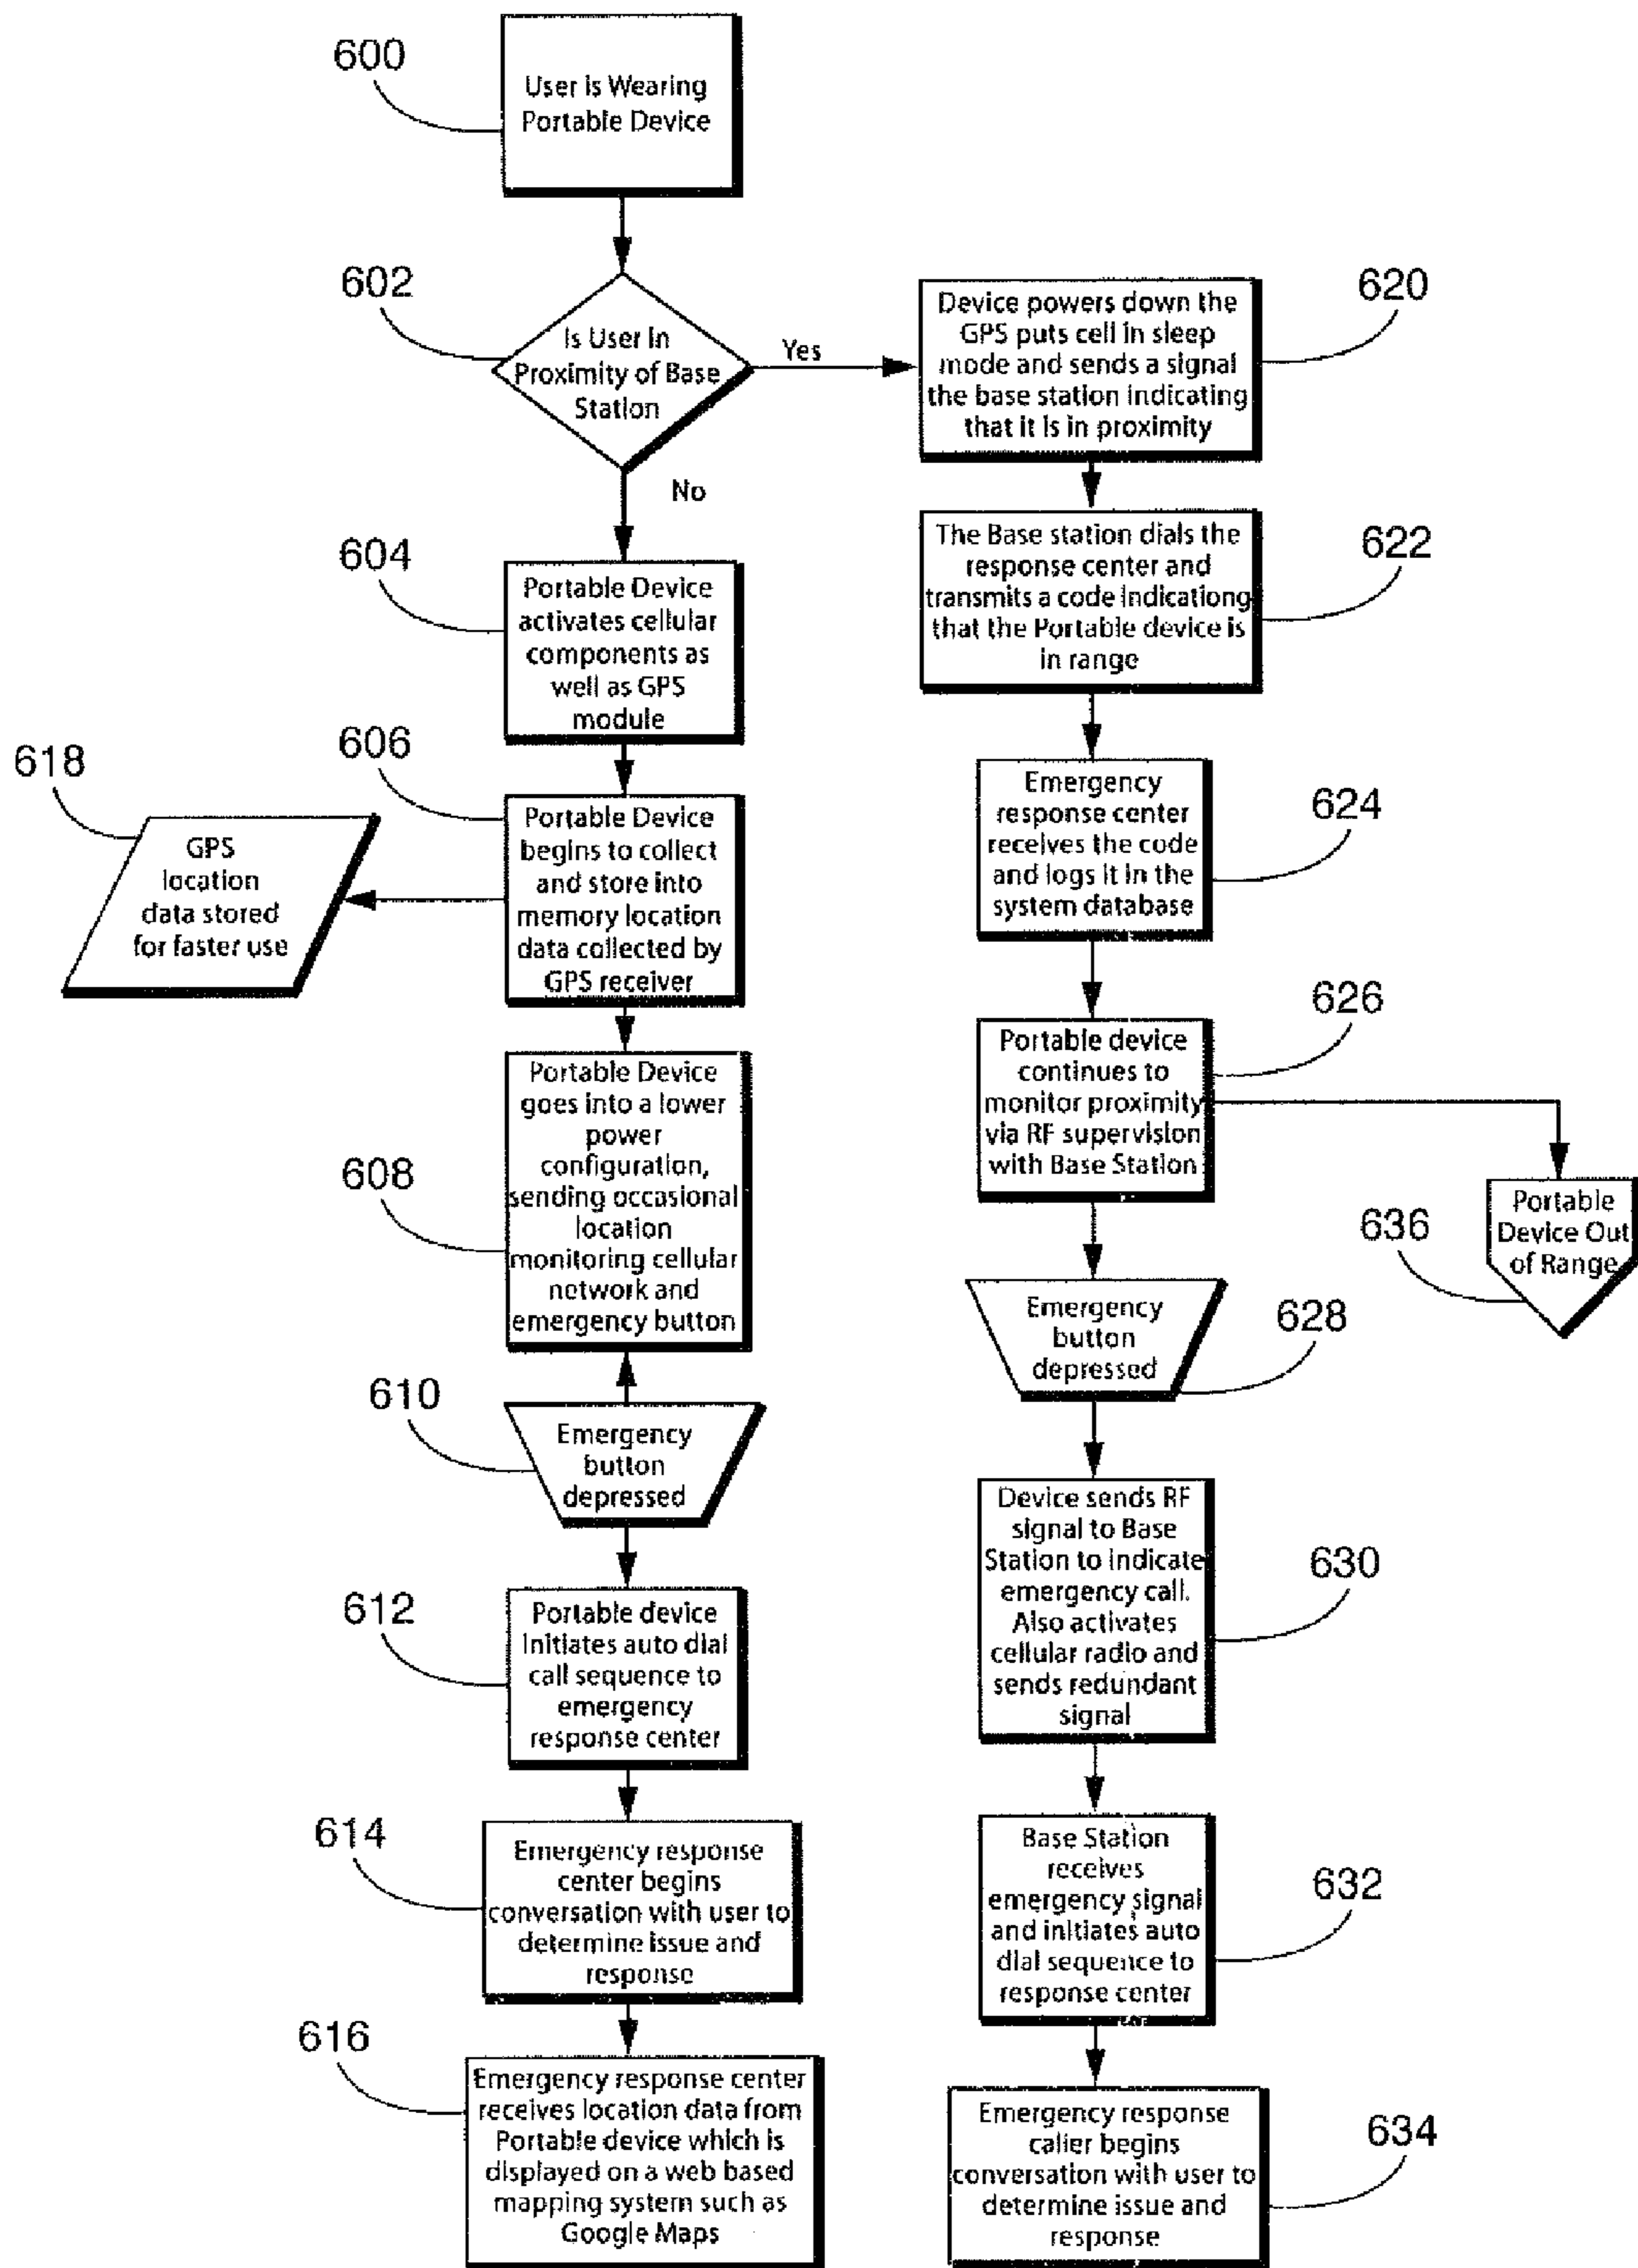 600
User is Wearing
Portable Device
602
Is User in
Proximity of Base
Station
Yes
No
604
Portable Device
activates cellular
components as
well as GPS
module
606
Portable Device
begins to collect
and store into
memory location
data collected by
GPS receiver
618
GPS
location
data stored
for faster use
608
Portable Device
goes into a lower
power
configuration,
sending occasional
location
monitoring cellular
network and
emergency button
610
Emergency
button
depressed
612
Portable device
initiates auto dial
call sequence to
emergency
response center
614
Emergency response
center begins
conversation with user to
determine issue and
response
616
Emergency response center
receives location data from
Portable device which is
displayed on a web based
mapping system such as
Google Maps
620
Device powers down the
GPS puts cell in sleep
mode and sends a signal
the base station indicating
that it is in proximity
622
The Base station dials the
response center and
transmits a code indicationg
that the Portable device is
in range
624
Emergency
response center
receives the code
and logs it in the
system database
626
Portable device
continues to
monitor proximity
via RF supervision
with Base Station
636
Portable
Device Out
of Range
628
Emergency
button
depressed
630
Device sends RF
signal to Base
Station to indicate
emergency call.
Also activates
cellular radio and
sends redundant
signal
632
Base Station
receives
emergency signal
and initiates auto
dial sequence to
response center
634
Emergency response
caller begins
conversation with user to
determine issue and
response